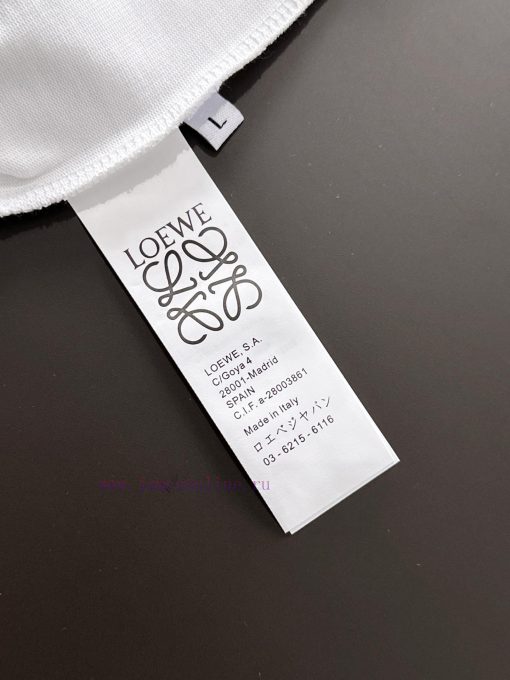 L
LOEWE
LOEWE, S.A.
C/Goya 4
28001-Madrid
SPAIN
C.I.F. a-28003861
Made in Italy
ロエベジャパン
03-6215-6116